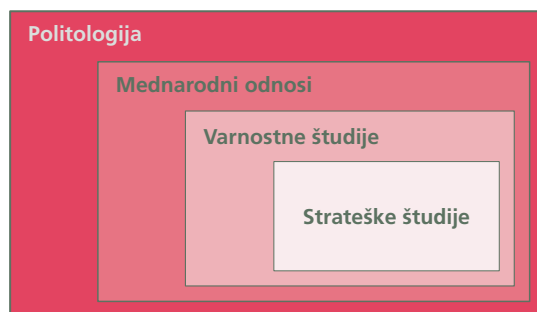 Politologija
Mednarodni odnosi
Varnostne študije
Strateške študije